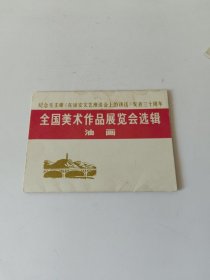 纪念毛主席《在延安文艺座谈会上的讲话》发表三十周年
全国美术作品展览会选辑
油画